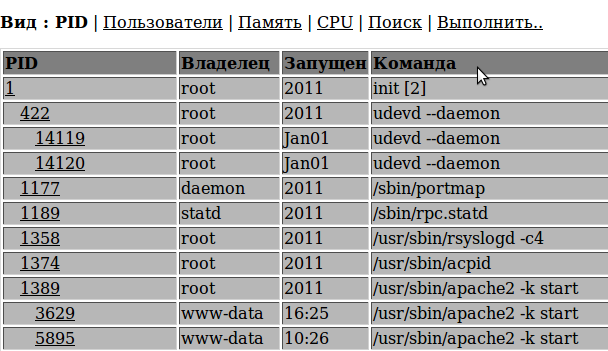 Вид : PID | Пользователи | Память | CPU | Поиск | Выполнить..
PID Владелец Запущен Команда
1 root 2011 init [2]
422 root 2011 udevd --daemon
14119 root Jan01 udevd --daemon
14120 root Jan01 udevd --daemon
1177 daemon 2011 /sbin/portmap
1189 statd 2011 /sbin/rpc.statd
1358 root 2011 /usr/sbin/rsyslogd -c4
1374 root 2011 /usr/sbin/acpid
1389 root 2011 /usr/sbin/apache2 -k start
3629 www-data 16:25 /usr/sbin/apache2 -k start
5895 www-data 10:26 /usr/sbin/apache2 -k start